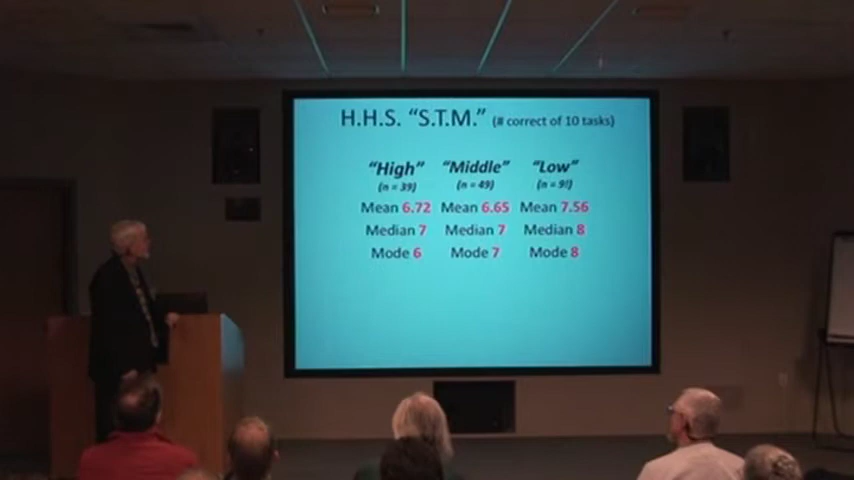 H.H.S. "S.T.M." (# correct of 10 tasks)
"High" "Middle" "Low"
(n = 39) (n = 49) (n = 9!)
Mean 6.72 Mean 6.65 Mean 7.56
Median 7 Median 7 Median 8
Mode 6 Mode 7 Mode 8